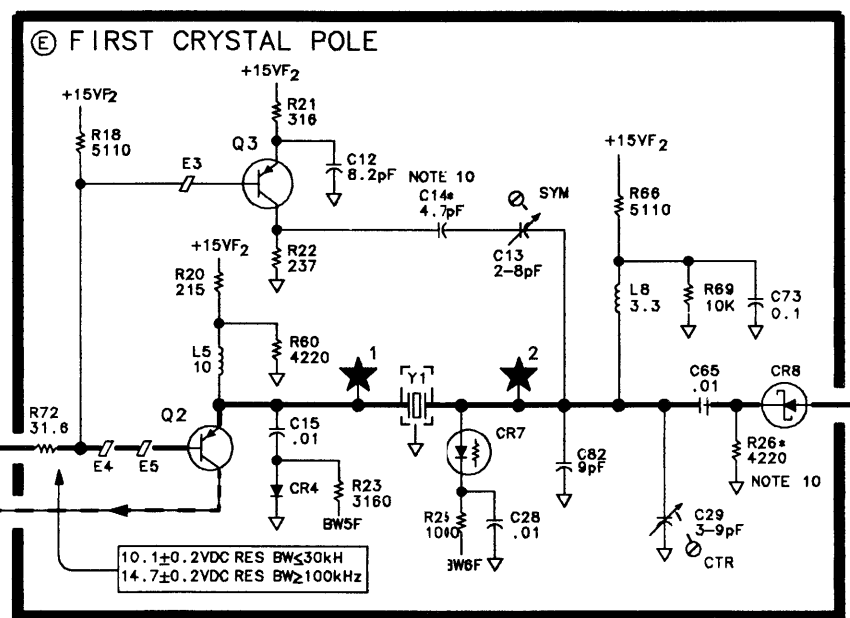 E FIRST CRYSTAL POLE
+15VF2
+15VF2
R21
316
R18
5110
Q3
E3
C12
8.2pF
NOTE 10
C14*
4.7pF
SYM
+15VF2
R66
5110
+15VF2
R22
237
C13
2-8pF
R20
215
L8
3.3
R69
10K
C73
0.1
L5
10
R60
4220
1
2
Y1
C65
.01
CR8
R72
31.6
Q2
C15
.01
CR7
E4
E5
CR4
R23
3160
C82
9pF
R26*
4220
NOTE 10
BW5F
C28
.01
C29
3-9pF
BW6F
CTR
10.1±0.2VDC RES BW≤30kH
14.7±0.2VDC RES BW≥100kHz